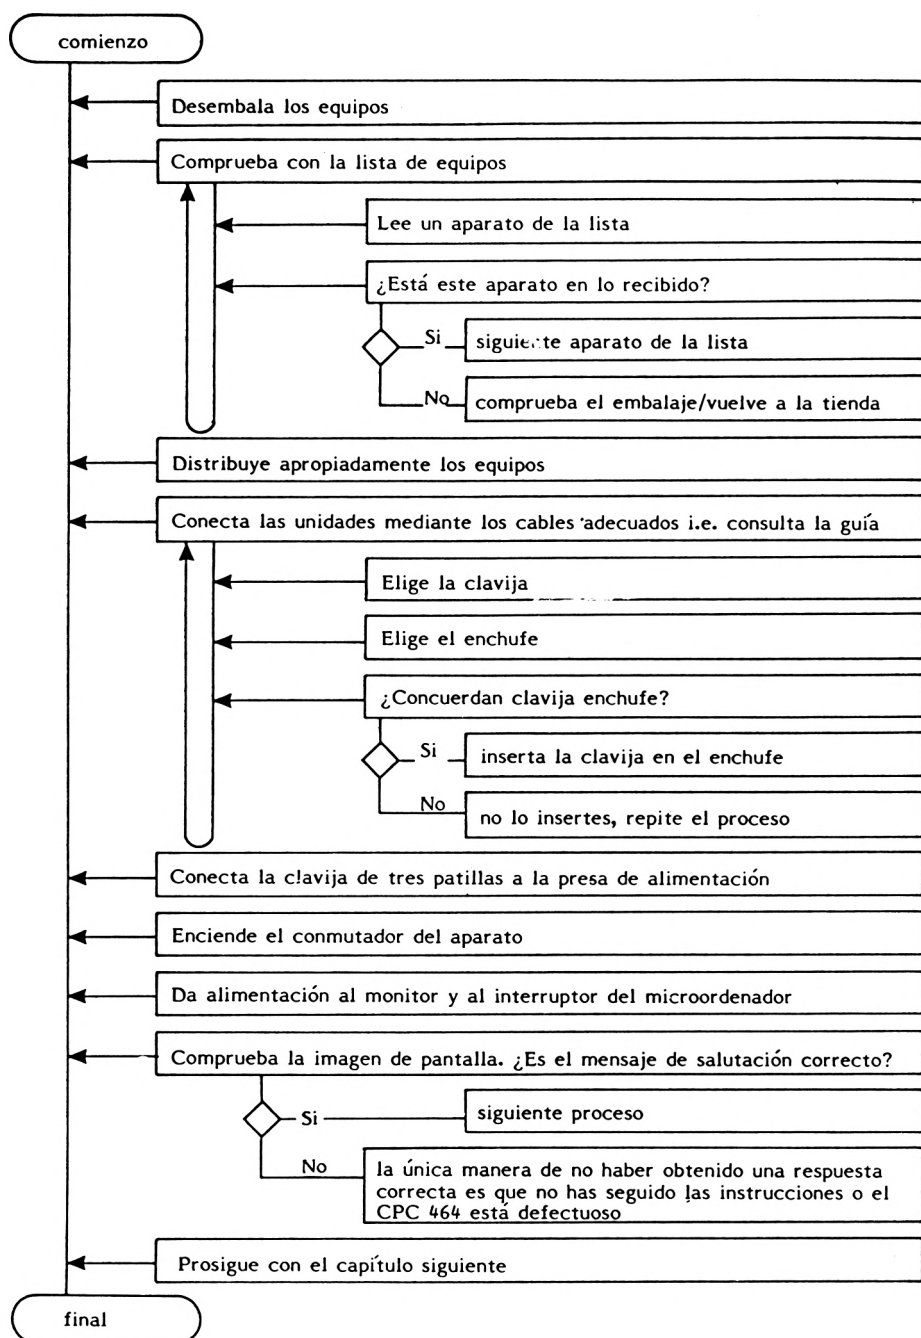 comienzo
Desembala los equipos
Comprueba con la lista de equipos
Lee un aparato de la lista
¿Está este aparato en lo recibido?
Si siguiente aparato de la lista
No comprueba el embalaje/vuelve a la tienda
Distribuye apropiadamente los equipos
Conecta las unidades mediante los cables adecuados i.e. consulta la guía
Elige la clavija
Elige el enchufe
¿Concuerdan clavija enchufe?
Si inserta la clavija en el enchufe
No no lo insertes, repite el proceso
Conecta la clavija de tres patillas a la presa de alimentación
Enciende el conmutador del aparato
Da alimentación al monitor y al interruptor del microordenador
Comprueba la imagen de pantalla. ¿Es el mensaje de salutación correcto?
Si siguiente proceso
No la única manera de no haber obtenido una respuesta
correcta es que no has seguido las instrucciones o el
CPC 464 está defectuoso
Prosigue con el capítulo siguiente
final